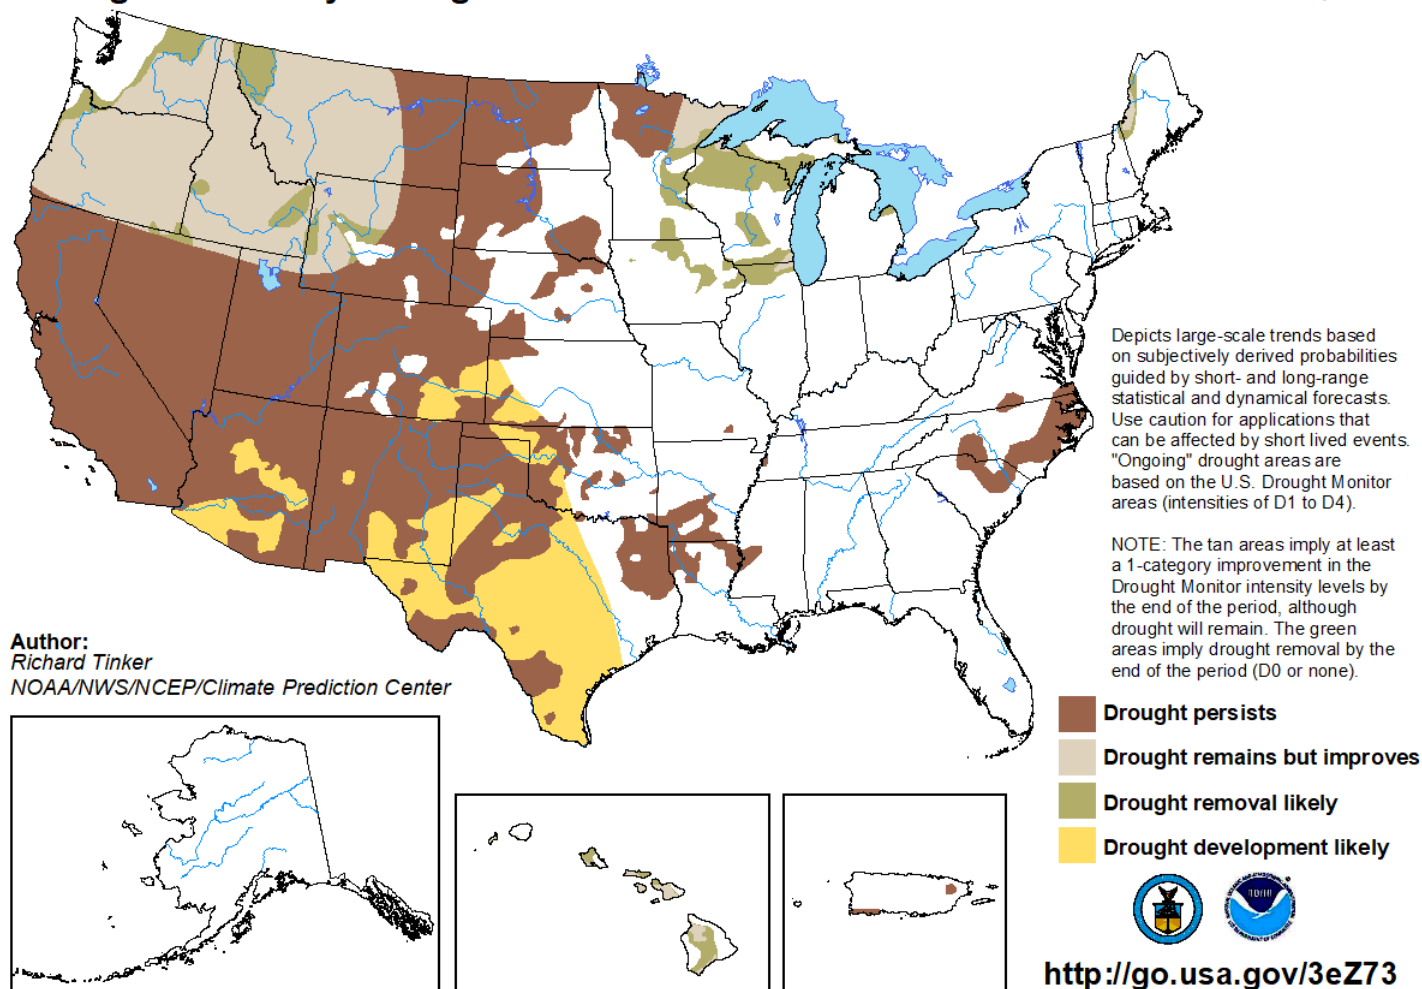 Depicts large-scale trends based
on subjectively derived probabilities
guided by short- and long-range
statistical and dynamical forecasts.
Use caution for applications that
can be affected by short lived events.
"Ongoing" drought areas are
based on the U.S. Drought Monitor
areas (intensities of D1 to D4).
NOTE: The tan areas imply at least
a 1-category improvement in the
Drought Monitor intensity levels by
the end of the period, although
drought will remain. The green
areas imply drought removal by the
end of the period (D0 or none).
Author:
Richard Tinker
NOAA/NWS/NCEP/Climate Prediction Center
Drought persists
Drought remains but improves
Drought removal likely
Drought development likely
http://go.usa.gov/3eZ73